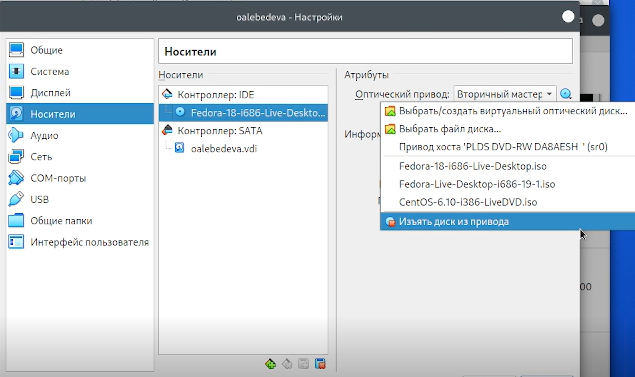 oalebedeva - Настройки
Общие
Система
Дисплей
Носители
Аудио
Сеть
COM-порты
USB
Общие папки
Интерфейс пользователя
Носители
Носители
Контроллер: IDE
Fedora-18-i686-Live-Deskto...
Контроллер: SATA
oalebedeva.vdi
Атрибуты
Оптический привод: Вторичный мастер
Информ
Выбрать/создать виртуальный оптический диск...
Выбрать файл диска...
Привод хоста 'PLDS DVD-RW DA8AESH ' (sr0)
Fedora-18-i686-Live-Desktop.iso
Fedora-Live-Desktop-i686-19-1.iso
CentOS-6.10-i386-LiveDVD.iso
Изъять диск из привода
00